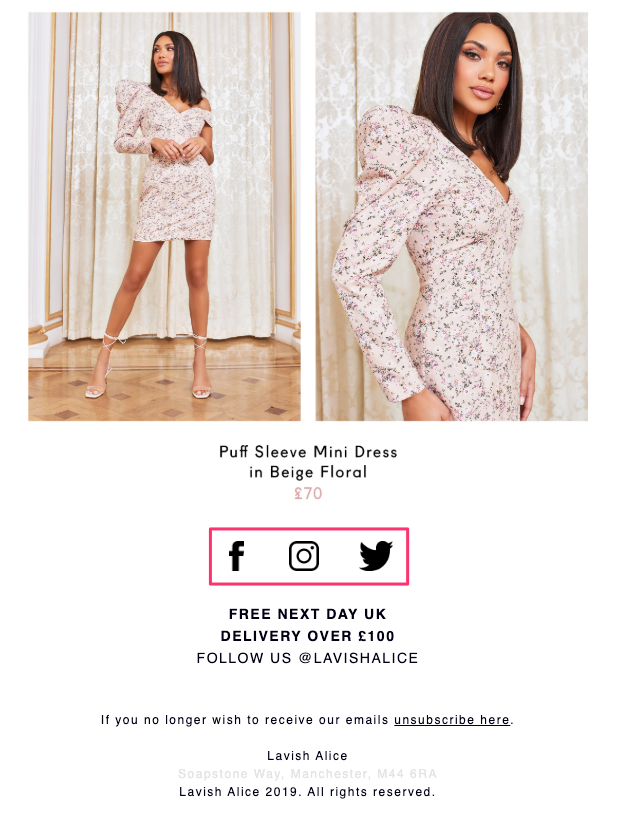 Puff Sleeve Mini Dress
in Beige Floral
£70
FREE NEXT DAY UK
DELIVERY OVER £100
FOLLOW US @LAVISHALICE
If you no longer wish to receive our emails unsubscribe here.
Lavish Alice
Soapstone Way, Manchester, M44 6RA
Lavish Alice 2019. All rights reserved.